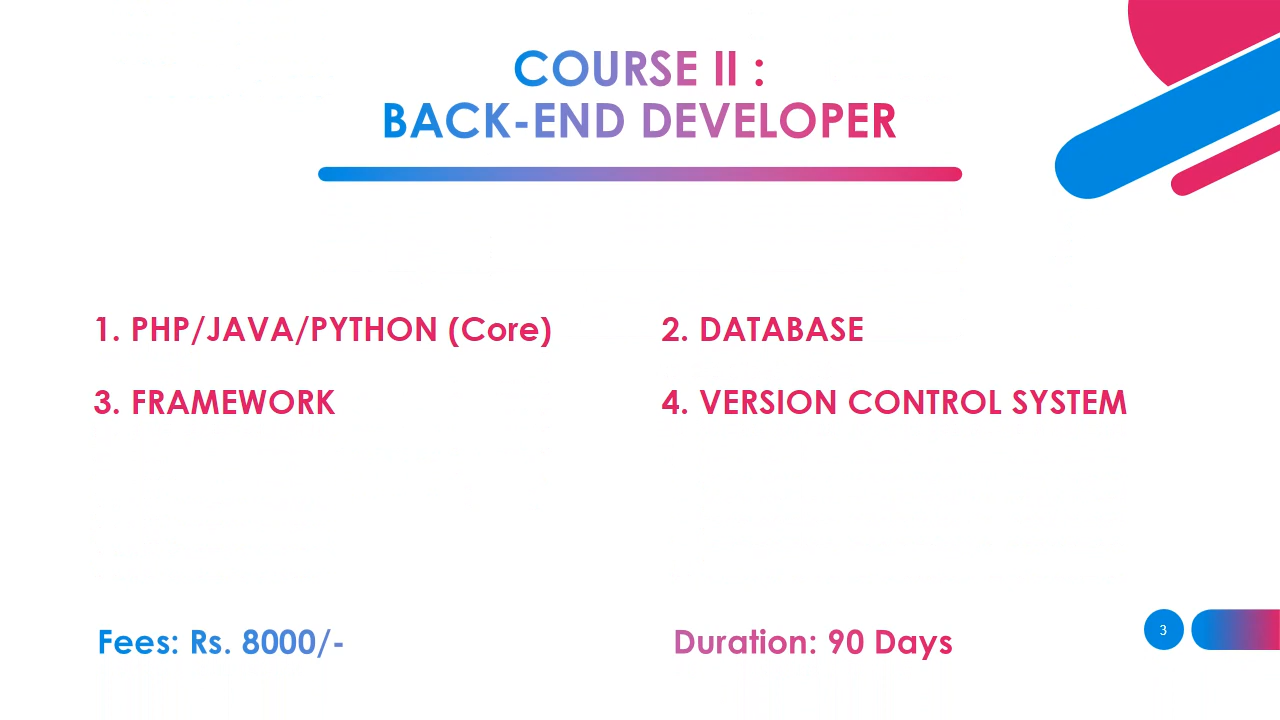 COURSE II :
BACK-END DEVELOPER
1. PHP/JAVA/PYTHON (Core)
2. DATABASE
3. FRAMEWORK
4. VERSION CONTROL SYSTEM
Fees: Rs. 8000/-
Duration: 90 Days
3